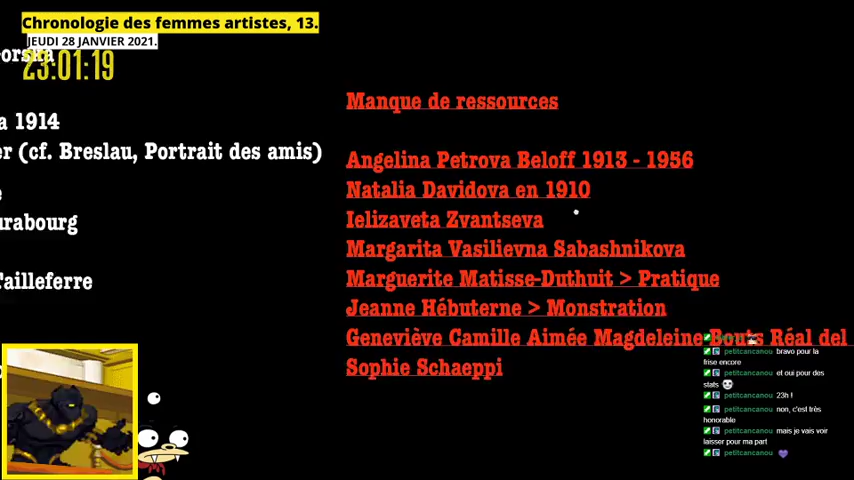 Chronologie des femmes artistes, 13.
JEUDI 28 JANVIER 2021.
orska
23:01:19
a 1914
er (cf. Breslau, Portrait des amis)
urabourg
Tailleferre
Manque de ressources
Angelina Petrova Beloff 1913 - 1956
Natalia Davidova en 1910
Ielizaveta Zvantseva
Margarita Vasilievna Sabashnikova
Marguerite Matisse-Duthuit > Pratique
Jeanne Hébuterne > Monstration
Geneviève Camille Aimée Magdeleine Bouts Réal del
Sophie Schaeppi
petitcancanou bravo pour la
frise encore
petitcancanou et oui pour des
stats
petitcancanou 23h !
petitcancanou non, c'est très
honorable
petitcancanou mais je vais voir
laisser pour ma part
petitcancanou